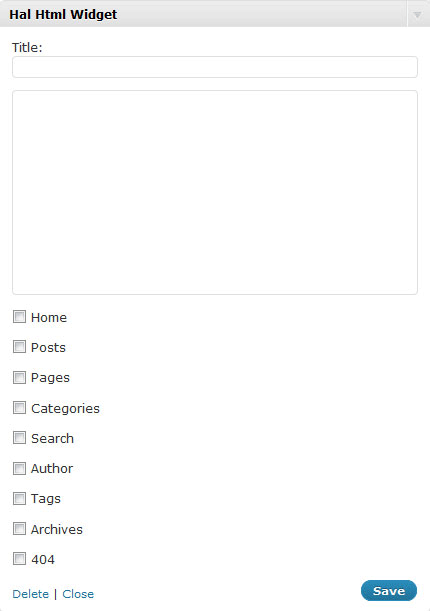 Hal Html Widget
Title:
Home
Posts
Pages
Categories
Search
Author
Tags
Archives
404
Delete | Close
Save